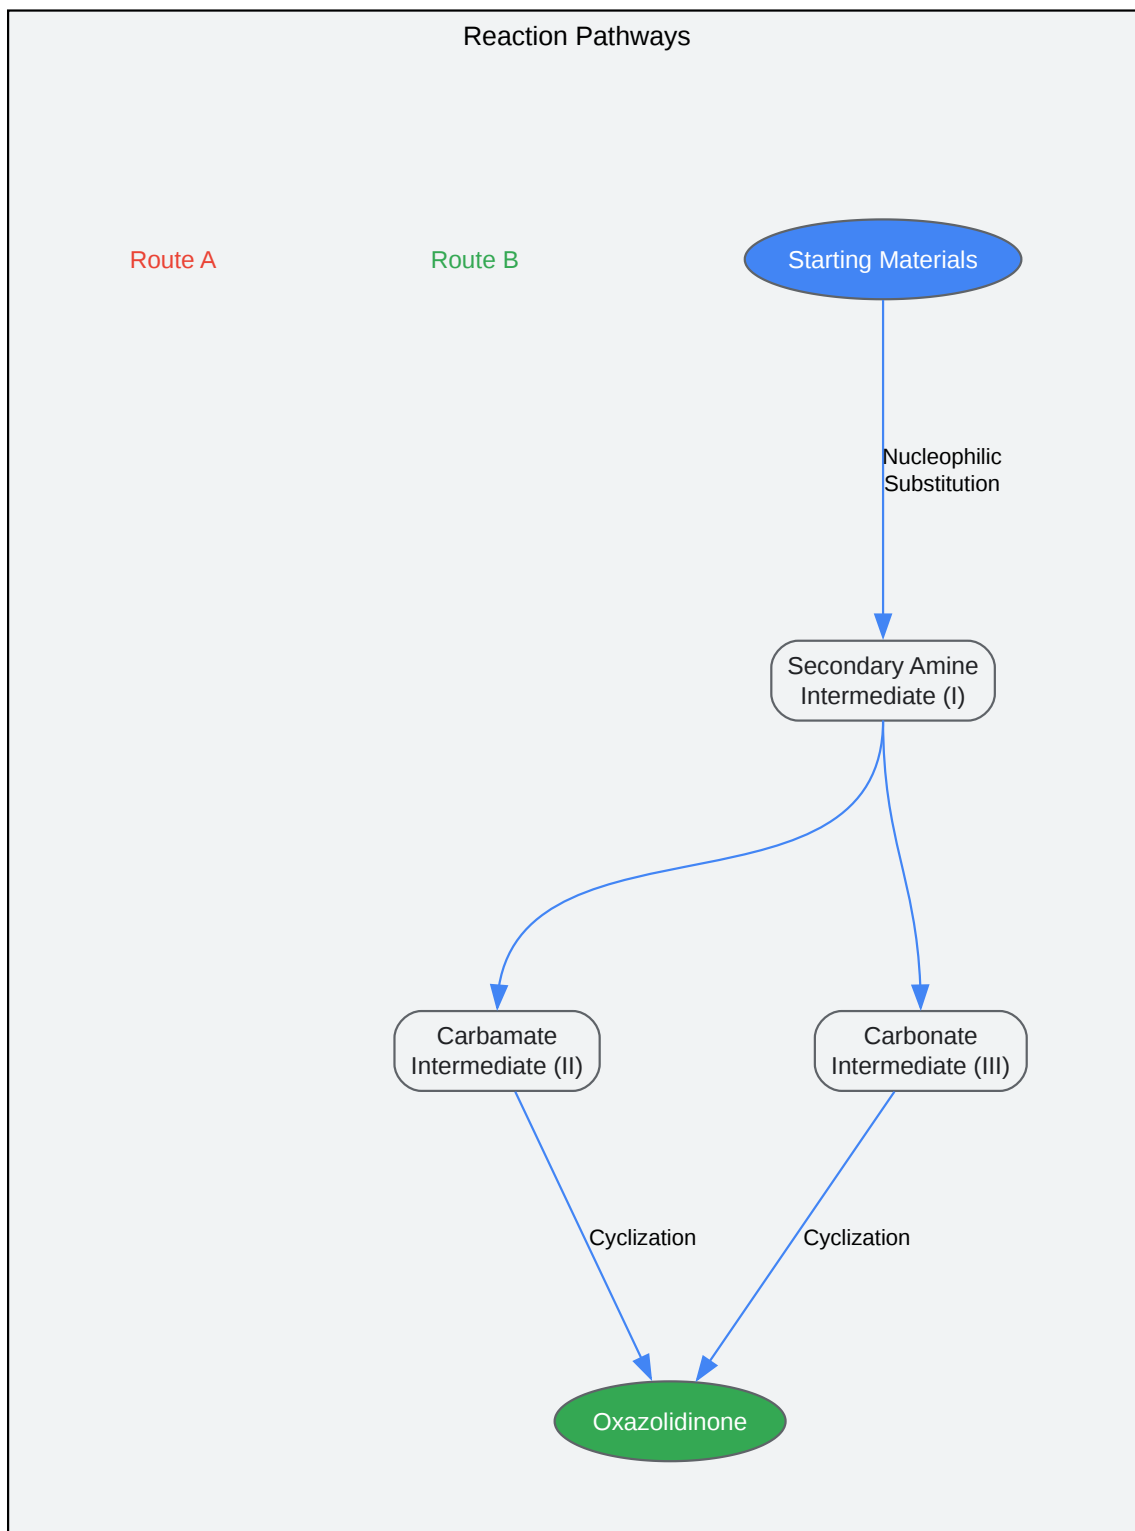 Reaction Pathways
Route A
Route B
Starting Materials
Nucleophilic
Substitution
Secondary Amine
Intermediate (I)
Carbamate
Intermediate (II)
Carbonate
Intermediate (III)
Cyclization
Cyclization
Oxazolidinone